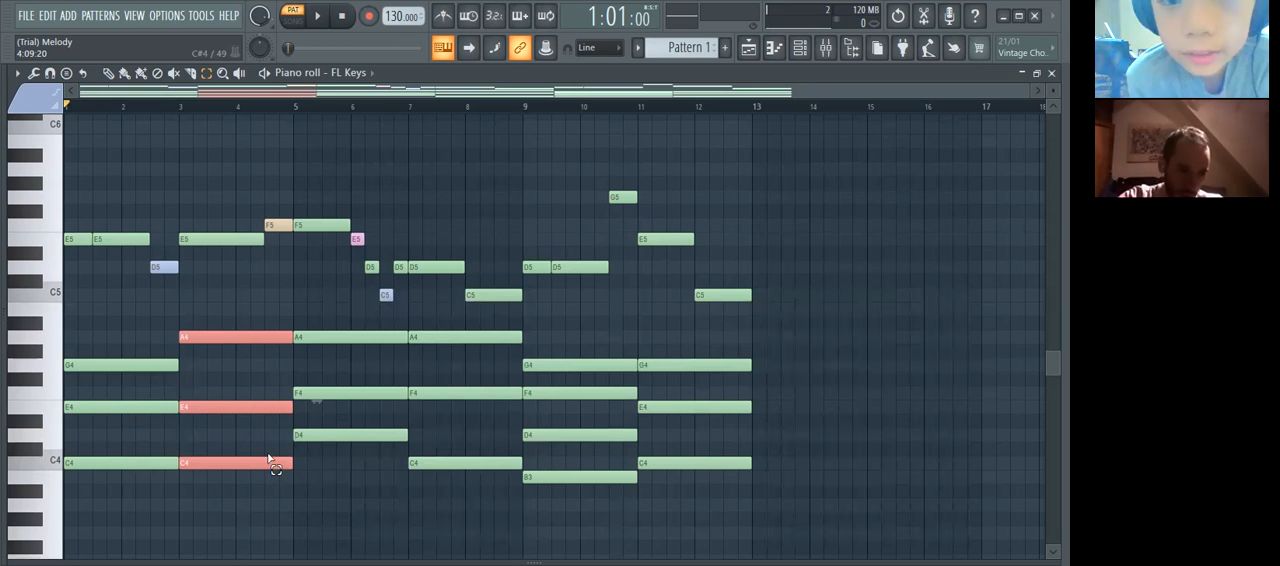 FILE EDIT ADD PATTERNS VIEW OPTIONS TOOLS HELP
PAT
SONG
130.000
3.2.
1:01:00
B:S:T
2
120 MB
0
?
(Trial) Melody
C#4 / 49
4:09:20
Line
Pattern 1
21/01
Vintage Cho..
Piano roll - FL Keys
2 3 4 5 6 7 8 9 10 11 12 13 14 15 16 17 18
C6
G5
F5 F5
E5 E5 E5 E5 E5
D5 D5 D5 D5 D5 D5
C5 C5 C5 C5
A4 A4 A4
G4 G4 G4
F4 F4 F4
E4 E4 E4
D4 D4
C4 C4 C4 C4 C4
B3